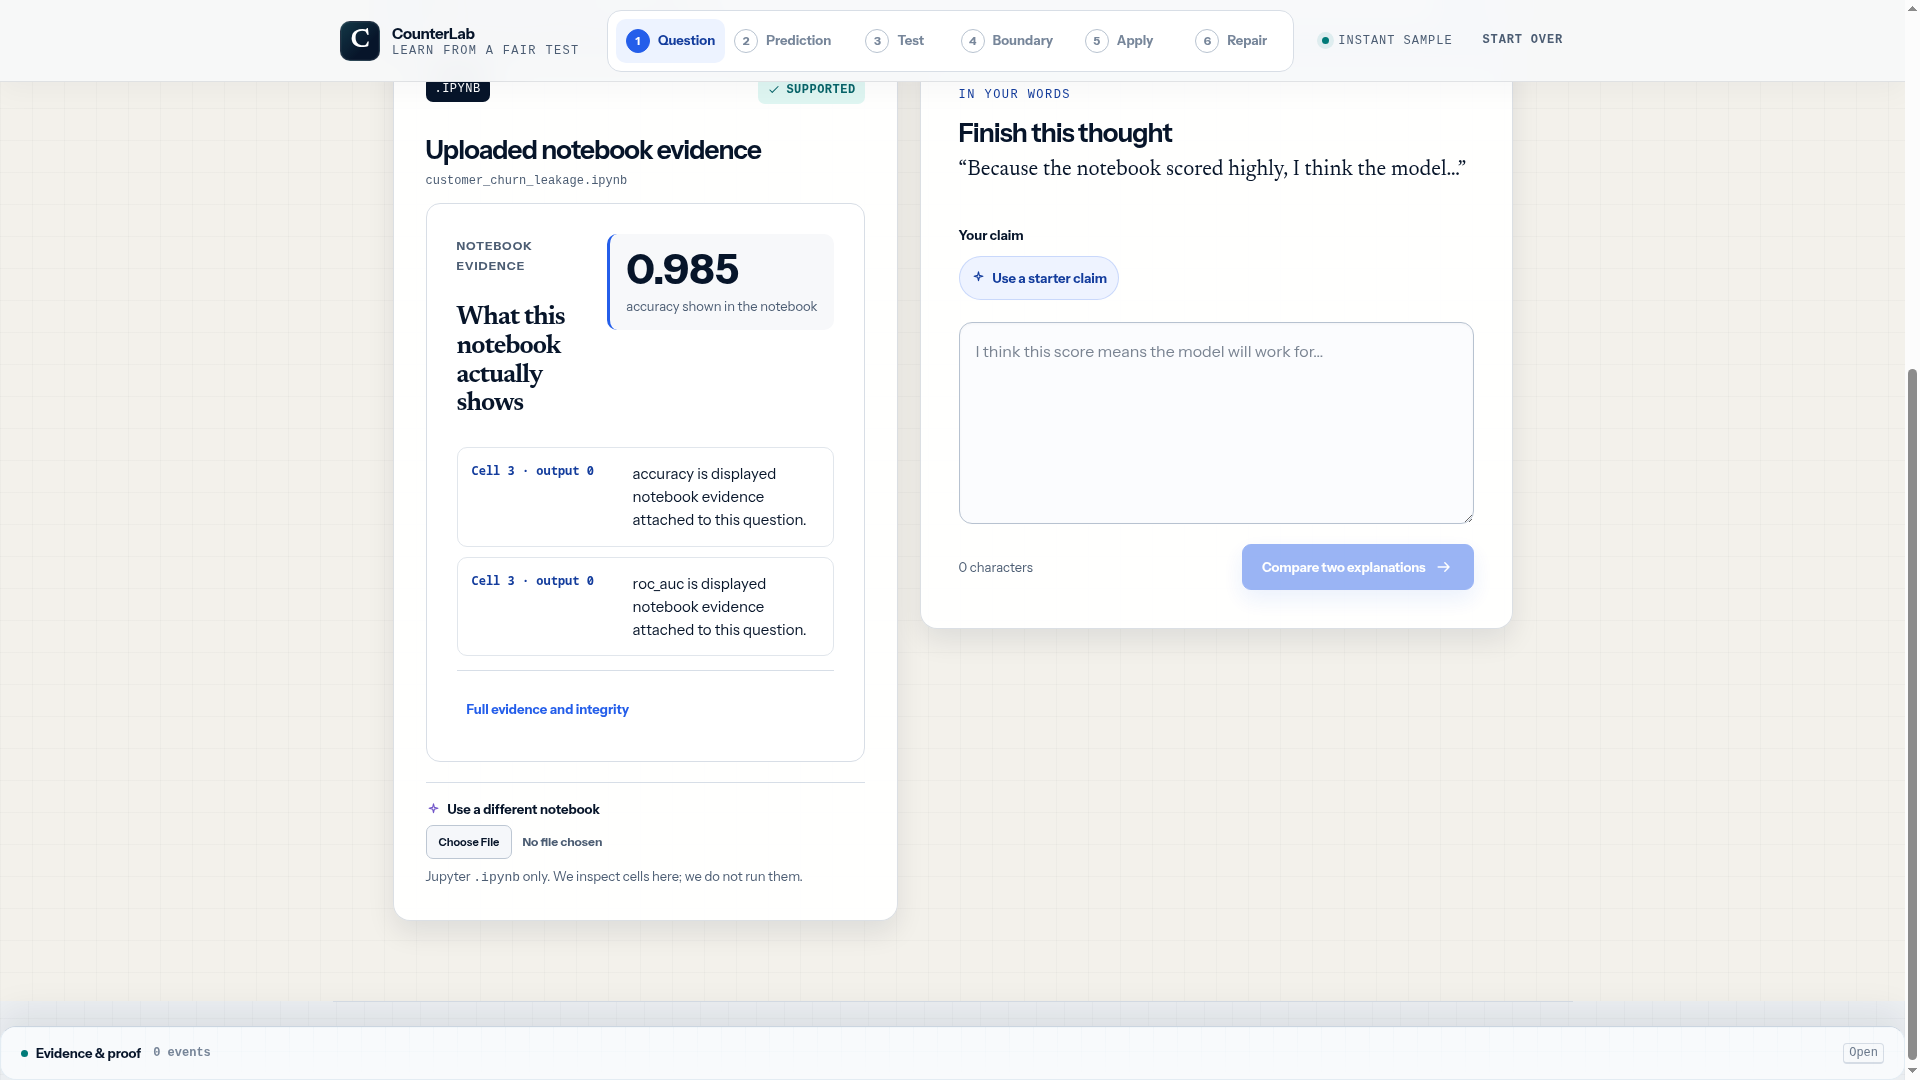 C
CounterLab
LEARN FROM A FAIR TEST
1 Question
2 Prediction
3 Test
4 Boundary
5 Apply
6 Repair
INSTANT SAMPLE
START OVER
.IPYNB
SUPPORTED
Uploaded notebook evidence
customer_churn_leakage.ipynb
NOTEBOOK
EVIDENCE
What this
notebook
actually
shows
0.985
accuracy shown in the notebook
Cell 3 · output 0
accuracy is displayed
notebook evidence
attached to this question.
Cell 3 · output 0
roc_auc is displayed
notebook evidence
attached to this question.
Full evidence and integrity
Use a different notebook
Choose File No file chosen
Jupyter .ipynb only. We inspect cells here; we do not run them.
IN YOUR WORDS
Finish this thought
“Because the notebook scored highly, I think the model...”
Your claim
Use a starter claim
I think this score means the model will work for...
0 characters
Compare two explanations
Evidence & proof 0 events
Open